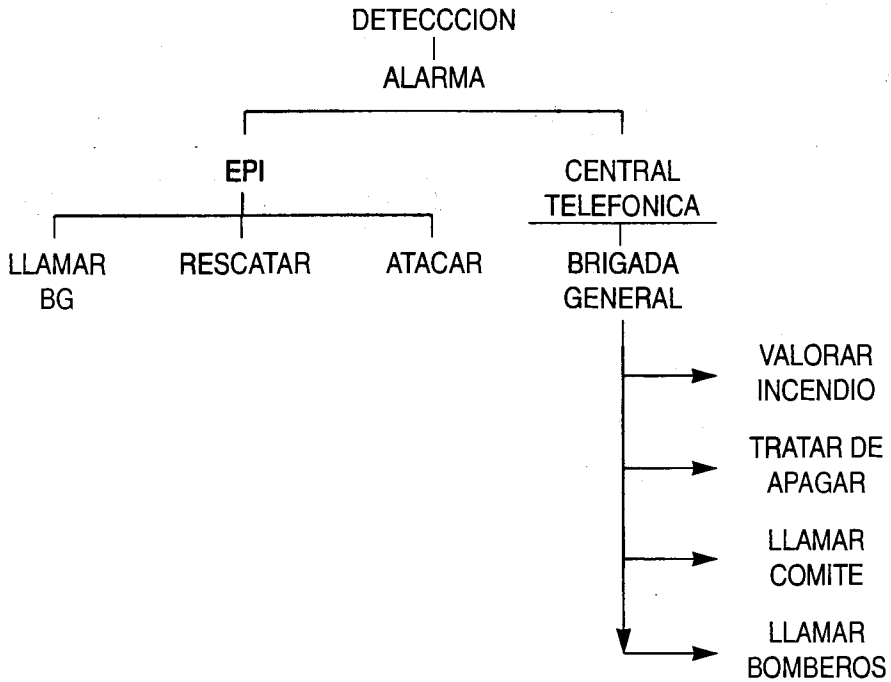 DETECCCION
ALARMA
EPI
CENTRAL
TELEFONICA
LLAMAR
BG
RESCATAR
ATACAR
BRIGADA
GENERAL
VALORAR
INCENDIO
TRATAR DE
APAGAR
LLAMAR
COMITE
LLAMAR
BOMBEROS